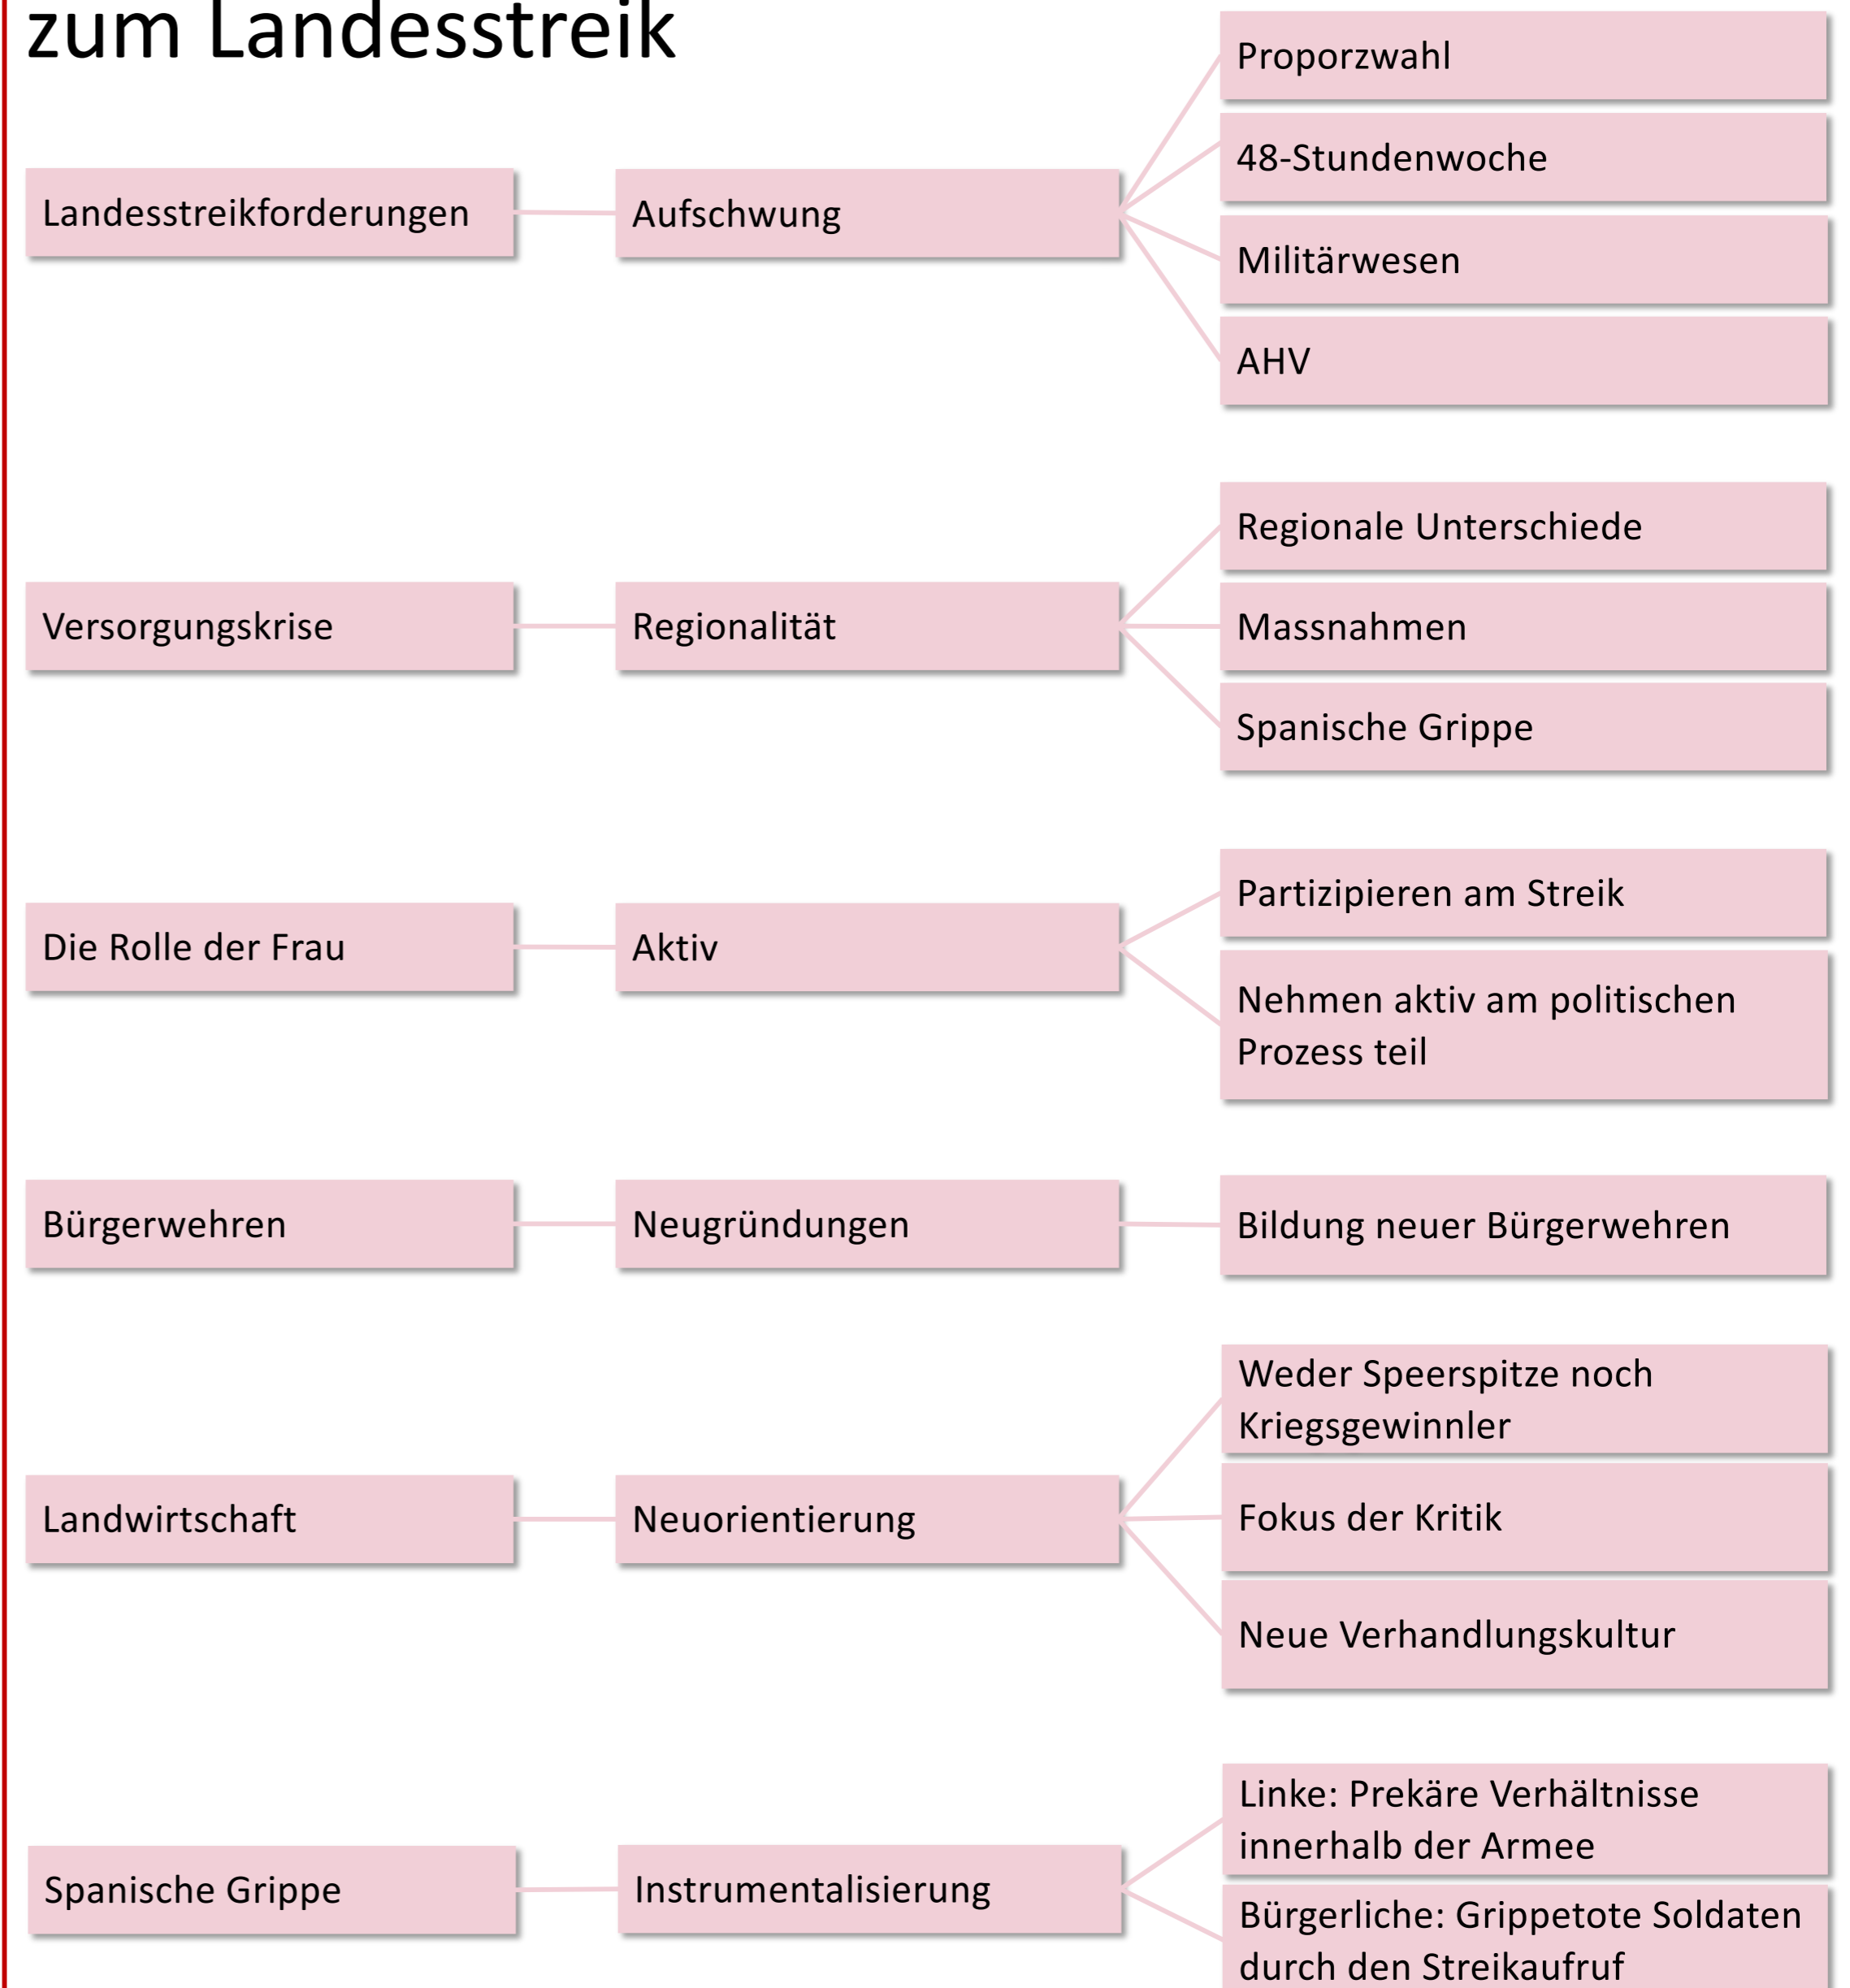 zum Landesstreik
Landesstreikforderungen
Aufschwung
Proporzwahl
48-Stundenwoche
Militärwesen
AHV
Versorgungskrise
Regionalität
Regionale Unterschiede
Massnahmen
Spanische Grippe
Die Rolle der Frau
Aktiv
Partizipieren am Streik
Nehmen aktiv am politischen
Prozess teil
Bürgerwehren
Neugründungen
Bildung neuer Bürgerwehren
Landwirtschaft
Neuorientierung
Weder Speerspitze noch
Kriegsgewinnler
Fokus der Kritik
Neue Verhandlungskultur
Spanische Grippe
Instrumentalisierung
Linke: Prekäre Verhältnisse
innerhalb der Armee
Bürgerliche: Grippetote Soldaten
durch den Streikaufruf